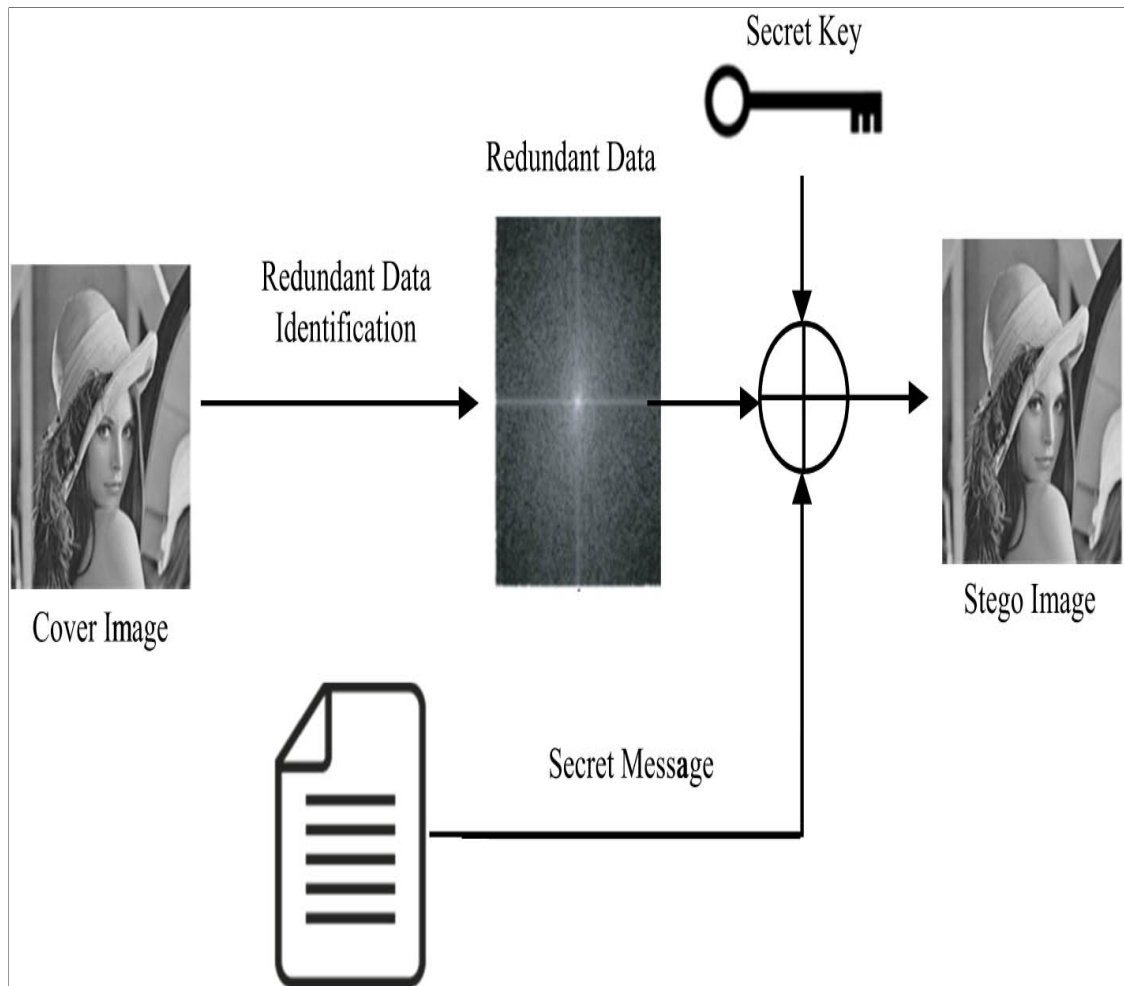 Secret Key
Redundant Data
Redundant Data
Identification
Cover Image
Stego Image
Secret Message